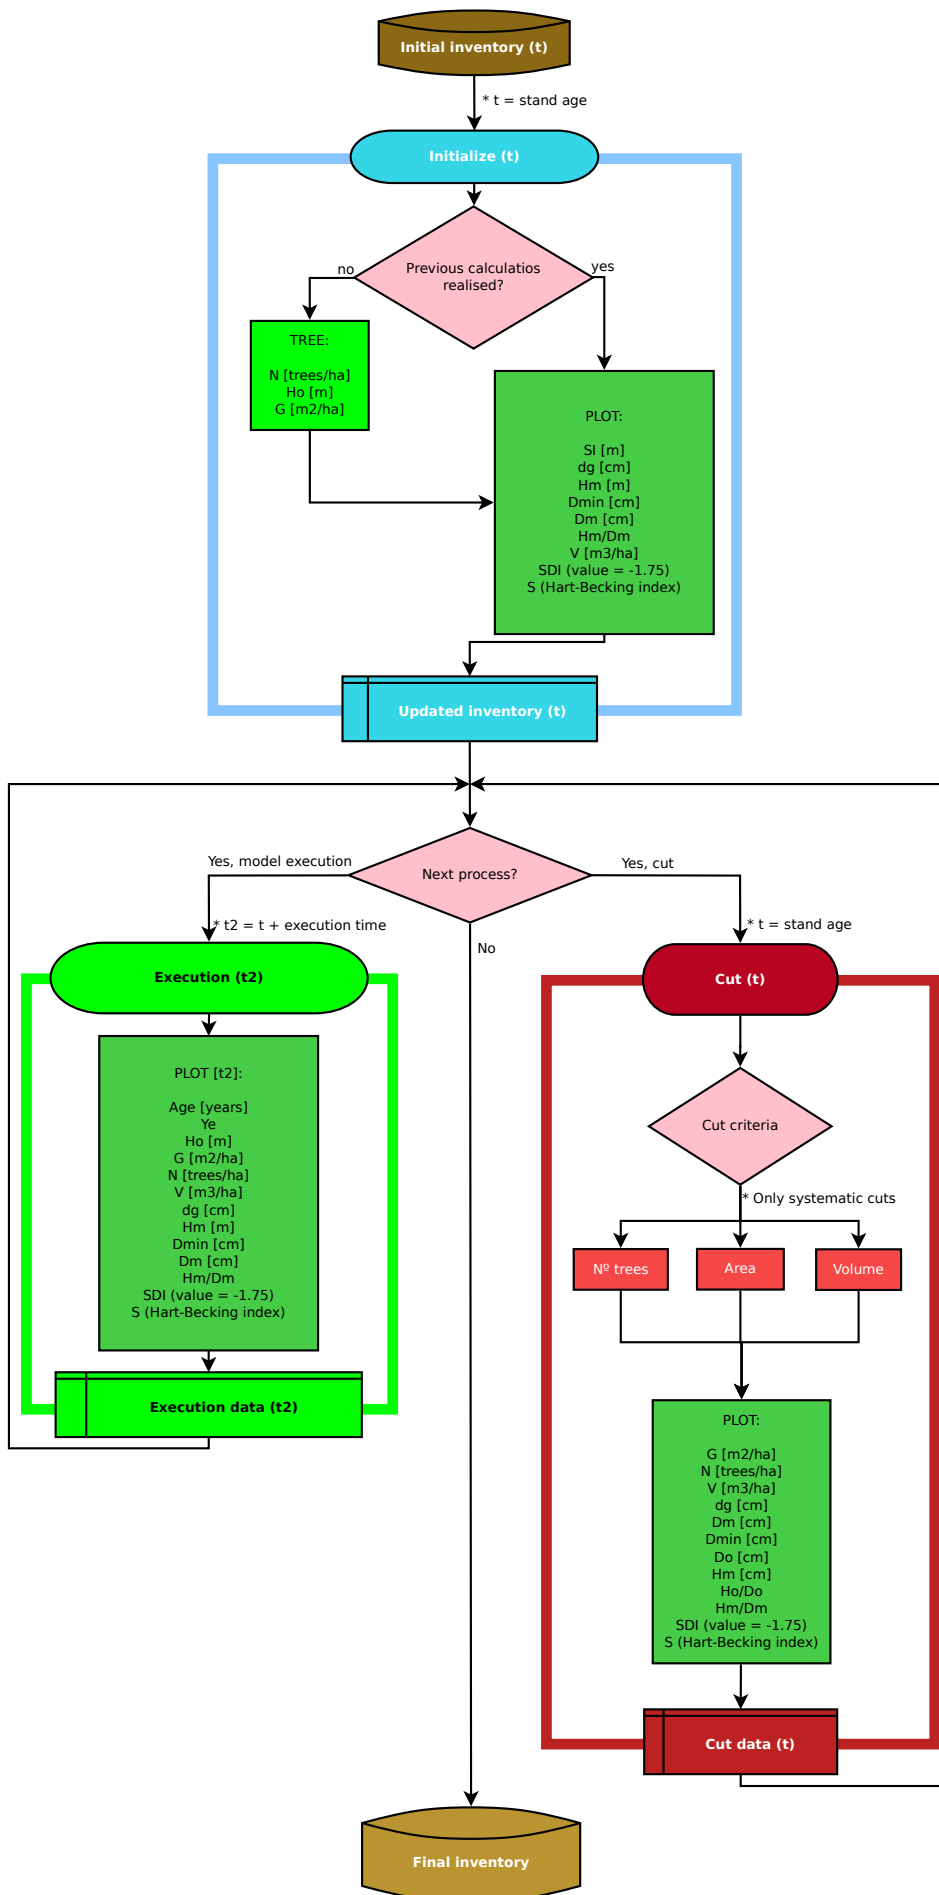 Initial inventory (t)
* t = stand age
Initialize (t)
Previous calculatios
realised?
no
yes
TREE:
N [trees/ha]
Ho [m]
G [m2/ha]
PLOT:
SI [m]
dg [cm]
Hm [m]
Dmin [cm]
Dm [cm]
Hm/Dm
V [m3/ha]
SDI (value = -1.75)
S (Hart-Becking index)
Updated inventory (t)
Next process?
Yes, model execution
Yes, cut
No
* t2 = t + execution time
Execution (t2)
PLOT [t2]:
Age [years]
Ye
Ho [m]
G [m2/ha]
N [trees/ha]
V [m3/ha]
dg [cm]
Hm [m]
Dmin [cm]
Dm [cm]
Hm/Dm
SDI (value = -1.75)
S (Hart-Becking index)
Execution data (t2)
* t = stand age
Cut (t)
Cut criteria
* Only systematic cuts
Nº trees
Area
Volume
PLOT:
G [m2/ha]
N [trees/ha]
V [m3/ha]
dg [cm]
Dm [cm]
Dmin [cm]
Do [cm]
Hm [cm]
Ho/Do
Hm/Dm
SDI (value = -1.75)
S (Hart-Becking index)
Cut data (t)
Final inventory